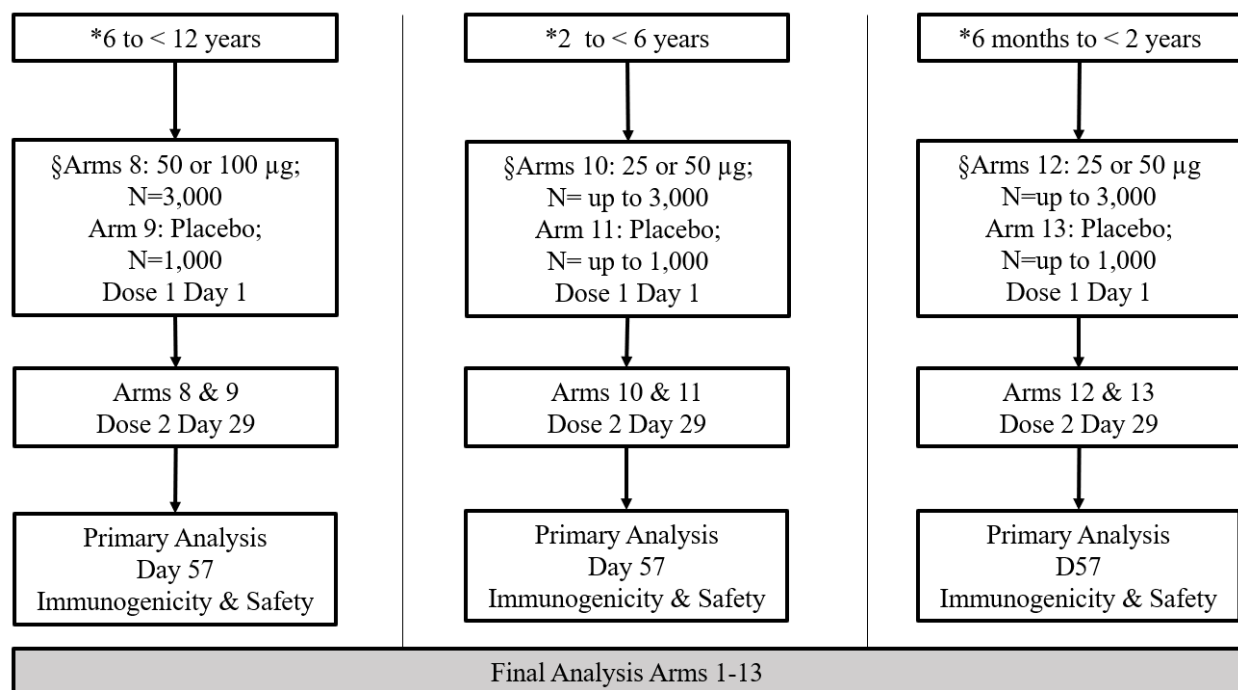 *6 to < 12 years
§Arms 8: 50 or 100 µg;
N=3,000
Arm 9: Placebo;
N=1,000
Dose 1 Day 1
Arms 8 & 9
Dose 2 Day 29
Primary Analysis
Day 57
Immunogenicity & Safety
*2 to < 6 years
§Arms 10: 25 or 50 µg;
N= up to 3,000
Arm 11: Placebo;
N= up to 1,000
Dose 1 Day 1
Arms 10 & 11
Dose 2 Day 29
Primary Analysis
Day 57
Immunogenicity & Safety
*6 months to < 2 years
§Arms 12: 25 or 50 µg
N=up to 3,000
Arm 13: Placebo;
N=up to 1,000
Dose 1 Day 1
Arms 12 & 13
Dose 2 Day 29
Primary Analysis
D57
Immunogenicity & Safety
Final Analysis Arms 1-13